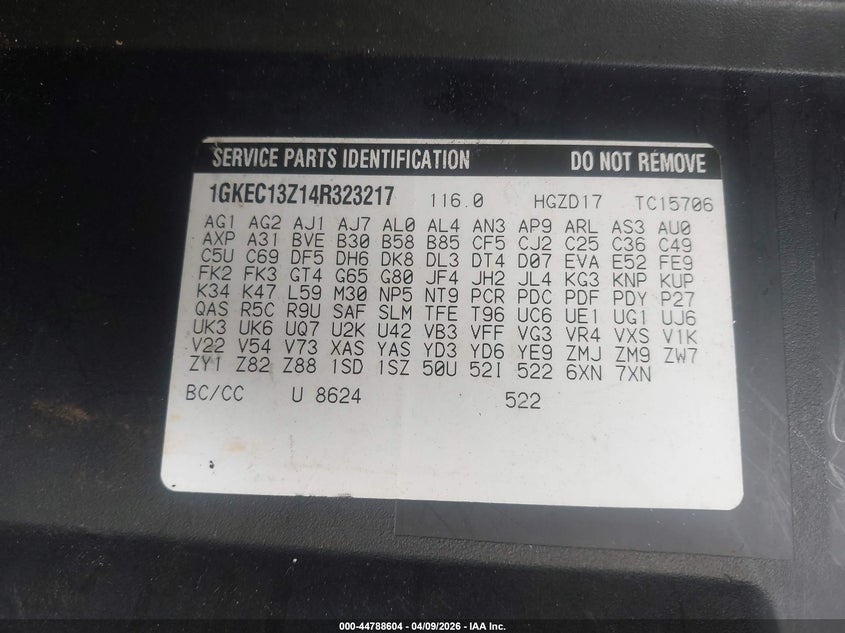 SERVICE PARTS IDENTIFICATION DO NOT REMOVE
1GKEC13Z14R323217 116.0 HGZD17 TC15706
AG1 AG2 AJ1 AJ7 AL0 AL4 AN3 AP9 ARL AS3 AU0
AXP A31 BVE B30 B58 B85 CF5 CJ2 C25 C36 C49
C5U C69 DF5 DH6 DK8 DL3 DT4 D07 EVA E52 FE9
FK2 FK3 GT4 G65 G80 JF4 JH2 JL4 KG3 KNP KUP
K34 K47 L59 M30 NP5 NT9 PCR PDC PDF PDY P27
QAS R5C R9U SAF SLM TFE T96 UC6 UE1 UG1 UJ6
UK3 UK6 UQ7 U2K U42 VB3 VFF VG3 VR4 VXS V1K
V22 V54 V73 XAS YAS YD3 YD6 YE9 ZMJ ZM9 ZW7
ZY1 Z82 Z88 1SD 1SZ 50U 52I 522 6XN 7XN
BC/CC U 8624 522
000-44788604 04/09/2026 IAA Inc.